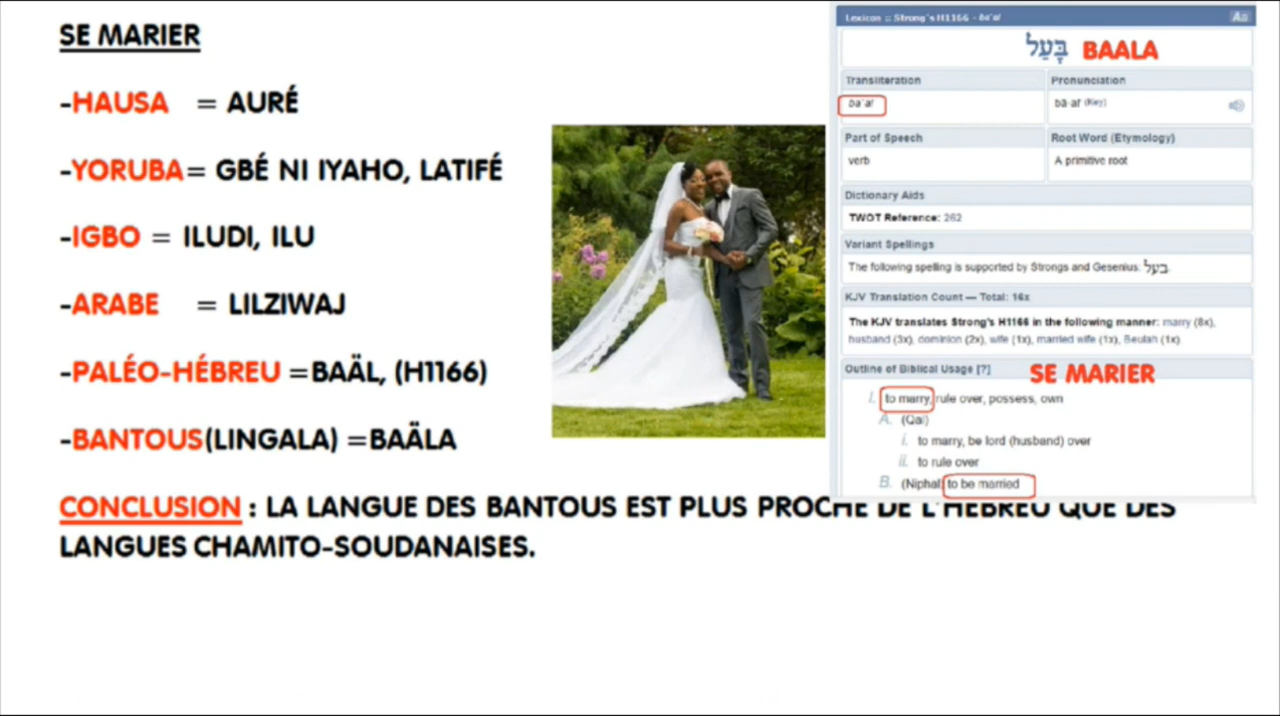 SE MARIER
-HAUSA = AURÉ
-YORUBA= GBÉ NI IYAHO, LATIFÉ
-IGBO = ILUDI, ILU
-ARABE = LILZIWAJ
-PALÉO-HÉBREU =BAÄL, (H1166)
-BANTOUS(LINGALA) =BAÄLA
CONCLUSION : LA LANGUE DES BANTOUS EST PLUS PROCHE DE L'HÉBREU QUE DES
LANGUES CHAMITO-SOUDANAISES.
Lexicon :: Strong's H1166 - ba`al
Aa
בָּעַל BAALA
Transliteration
Pronunciation
ba`al
bä·al' (Key)
Part of Speech
Root Word (Etymology)
verb
A primitive root
Dictionary Aids
TWOT Reference: 262
Variant Spellings
The following spelling is supported by Strongs and Gesenius: בעל.
KJV Translation Count — Total: 16x
The KJV translates Strong's H1166 in the following manner: marry (8x),
husband (3x), dominion (2x), wife (1x), married wife (1x), Beulah (1x)
Outline of Biblical Usage [?] SE MARIER
I. to marry, rule over, possess, own
A. (Qal)
i. to marry, be lord (husband) over
ii. to rule over
B. (Niphal) to be married